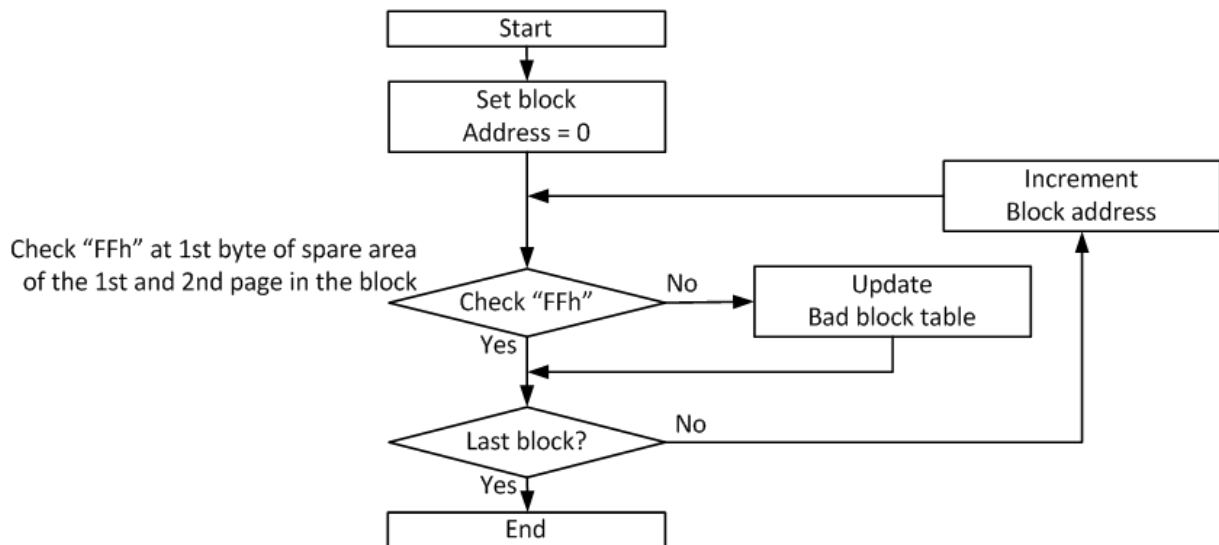 Start
Set block
Address = 0
Increment
Block address
Check “FFh” at 1st byte of spare area
of the 1st and 2nd page in the block
Check “FFh”
No
Update
Bad block table
Yes
Last block?
No
Yes
End